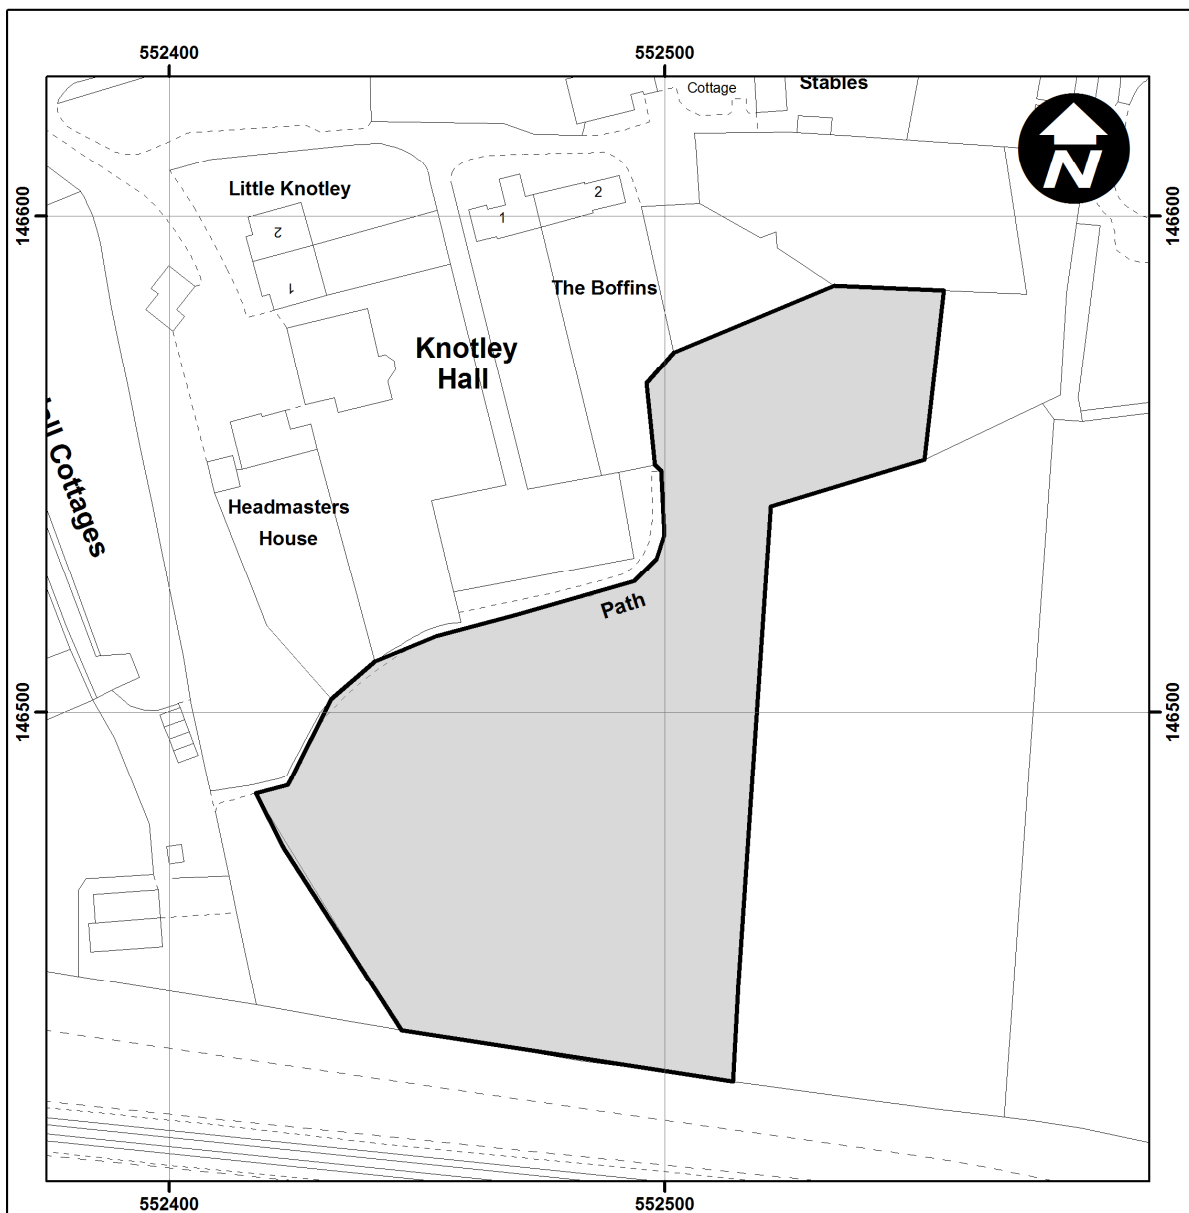 552400
552500
Cottage
Stables
N
Little Knotley
2
1
2
1
146600
146600
The Boffins
Knotley
Hall
Cottages
Headmasters
House
Path
146500
146500
552400
552500